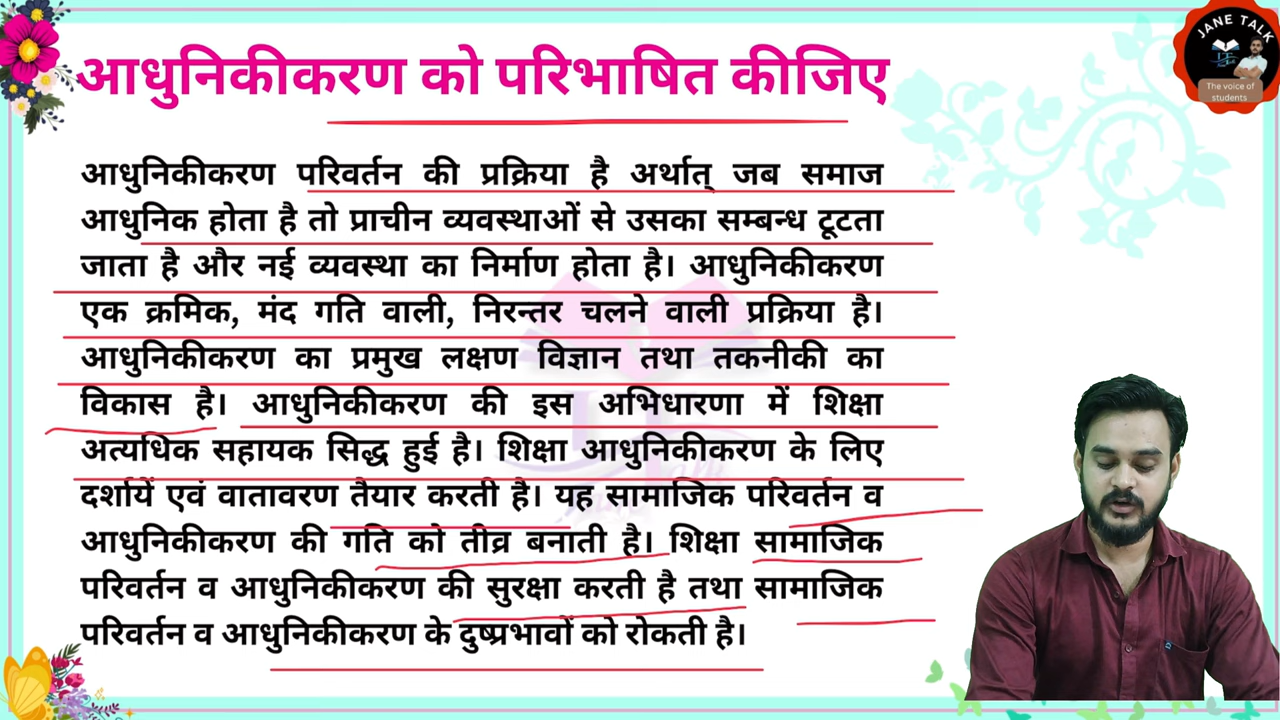 आधुनिकीकरण को परिभाषित कीजिए
आधुनिकीकरण परिवर्तन की प्रक्रिया है अर्थात् जब समाज
आधुनिक होता है तो प्राचीन व्यवस्थाओं से उसका सम्बन्ध टूटता
जाता है और नई व्यवस्था का निर्माण होता है। आधुनिकीकरण
एक क्रमिक, मंद गति वाली, निरन्तर चलने वाली प्रक्रिया है।
आधुनिकीकरण का प्रमुख लक्षण विज्ञान तथा तकनीकी का
विकास है। आधुनिकीकरण की इस अभिधारणा में शिक्षा
अत्यधिक सहायक सिद्ध हुई है। शिक्षा आधुनिकीकरण के लिए
दर्शायें एवं वातावरण तैयार करती है। यह सामाजिक परिवर्तन व
आधुनिकीकरण की गति को तीव्र बनाती है। शिक्षा सामाजिक
परिवर्तन व आधुनिकीकरण की सुरक्षा करती है तथा सामाजिक
परिवर्तन व आधुनिकीकरण के दुष्प्रभावों को रोकती है।
JANE TALK
The voice of
students